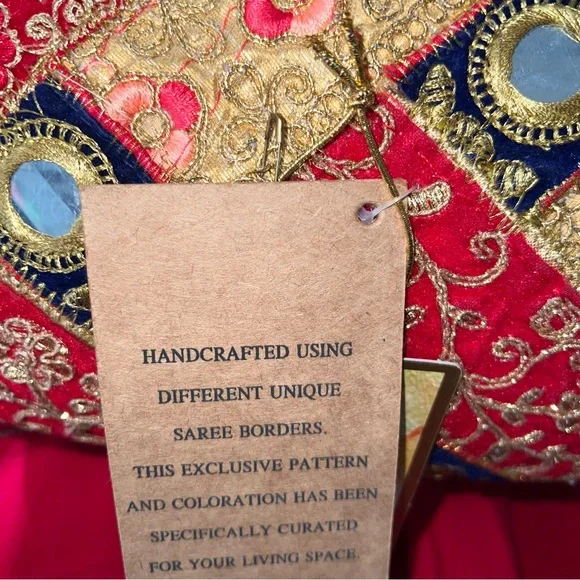 HANDCRAFTED USING
DIFFERENT UNIQUE
SAREE BORDERS.
THIS EXCLUSIVE PATTERN
AND COLORATION HAS BEEN
SPECIFICALLY CURATED
FOR YOUR LIVING SPACE.